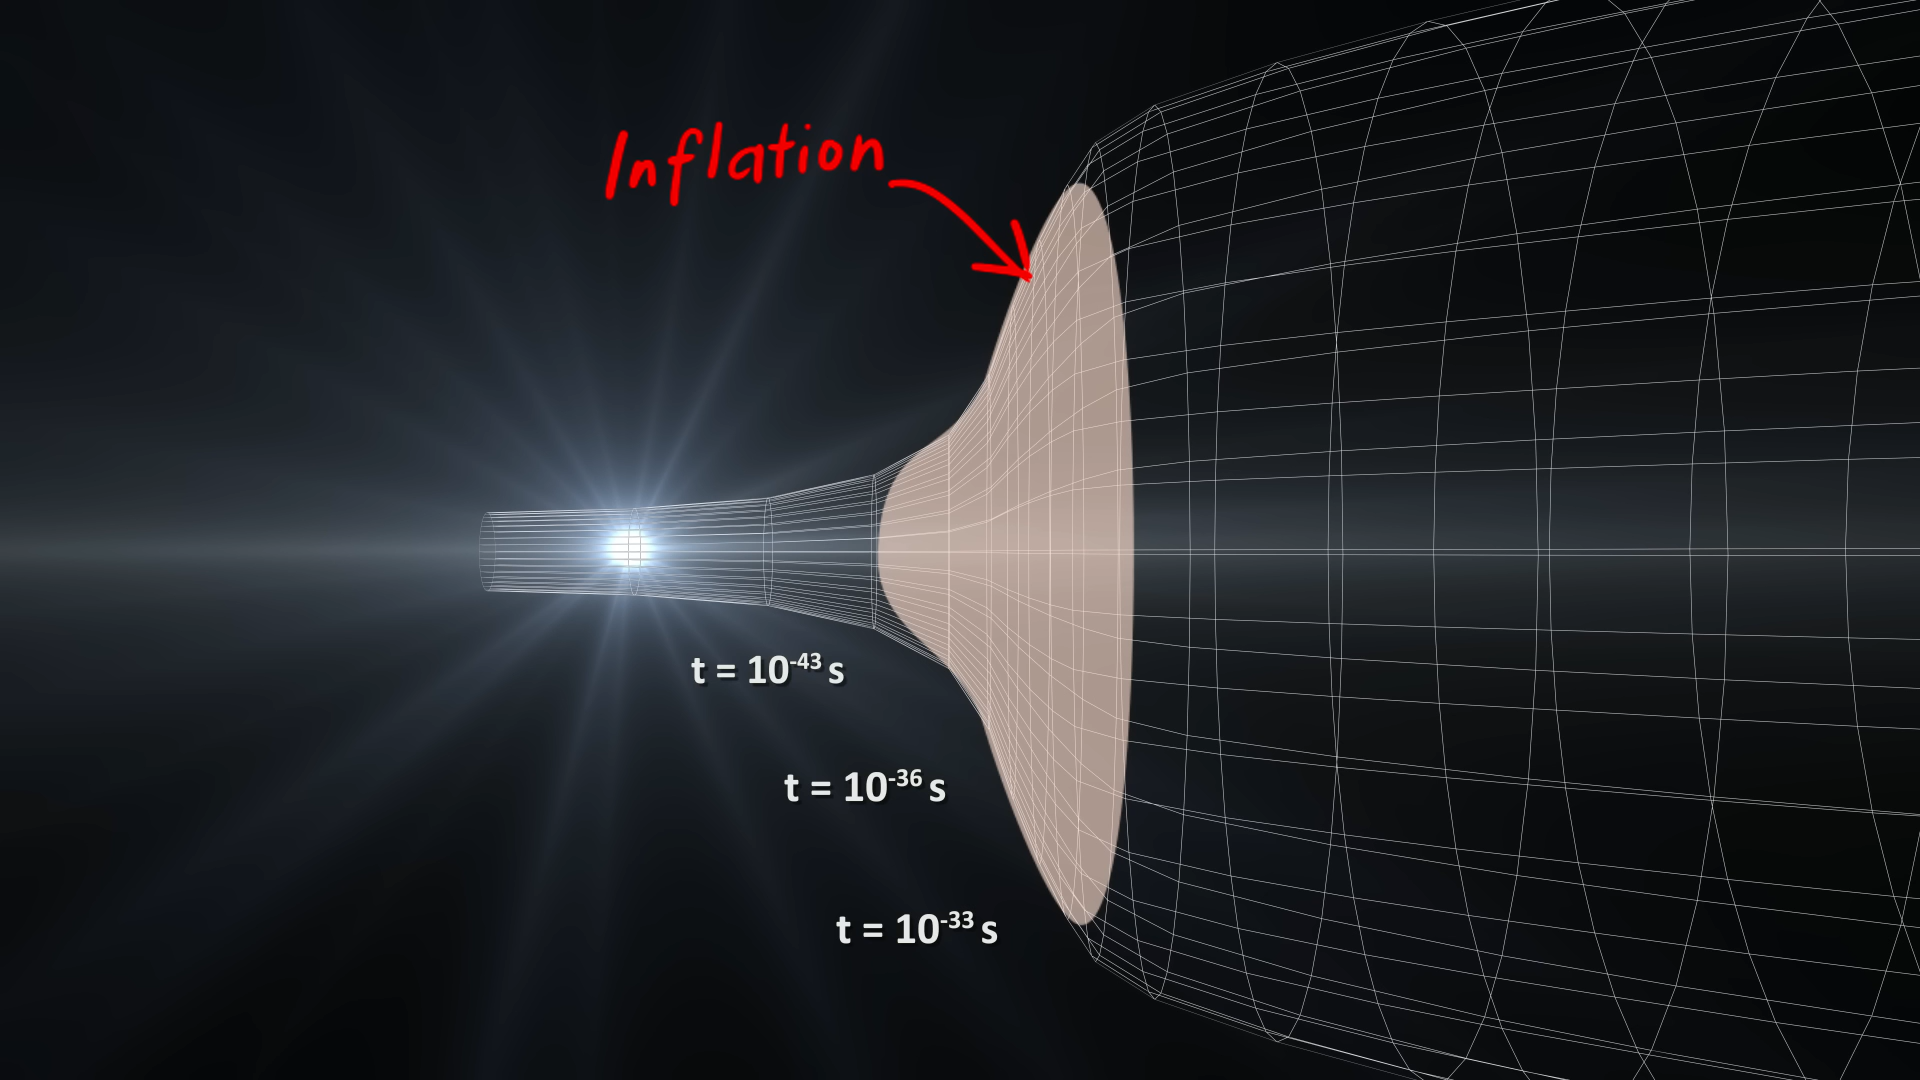 Inflation
t = 10⁻⁴³ s
t = 10⁻³⁶ s
t = 10⁻³³ s